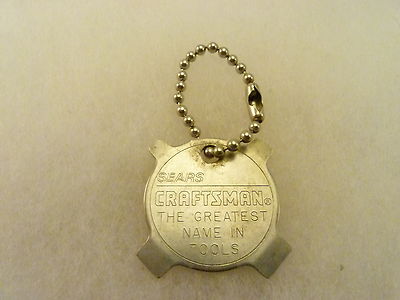 SEARS
CRAFTSMAN®
THE GREATEST
NAME IN
TOOLS